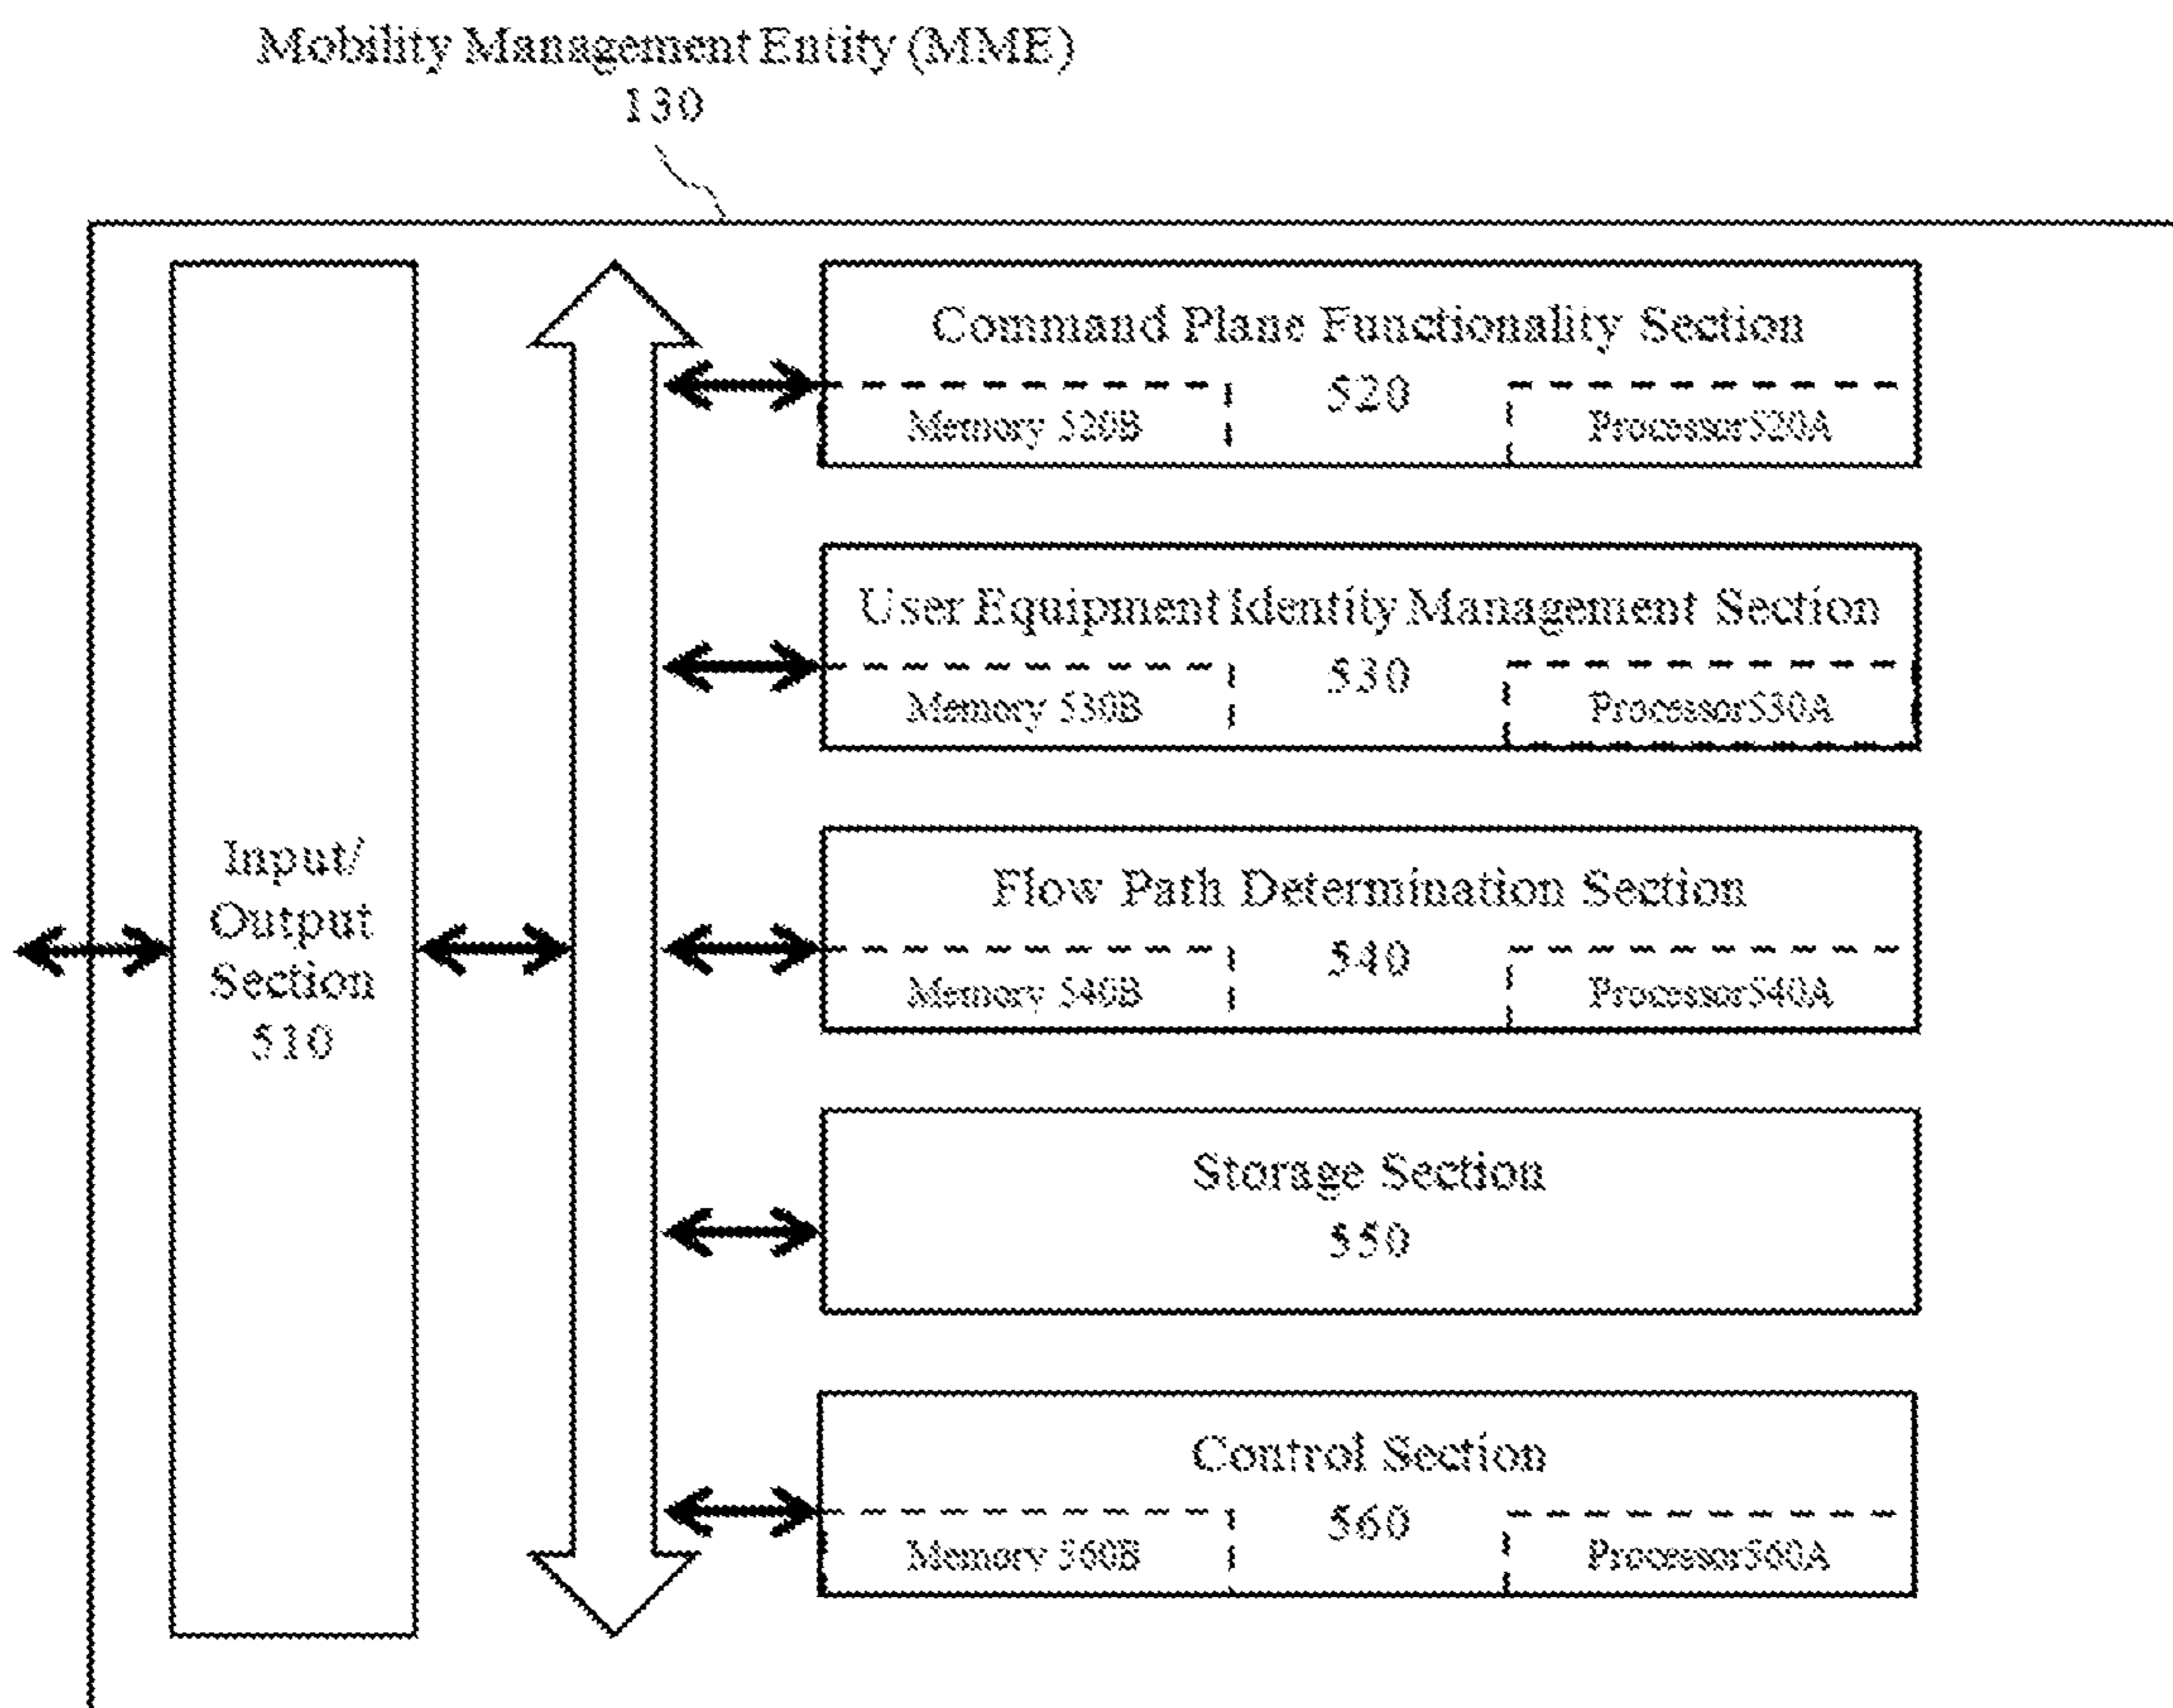 Mobility Management Entity (MME)
130
Command Plane Functionality Section
520
Memory 520B
Processor520A
User Equipment Identity Management Section
530
Memory 530B
Processor530A
Input/
Output
Section
510
Flow Path Determination Section
540
Memory 540B
Processor540A
Storage Section
550
Control Section
560
Memory 560B
Processor560A